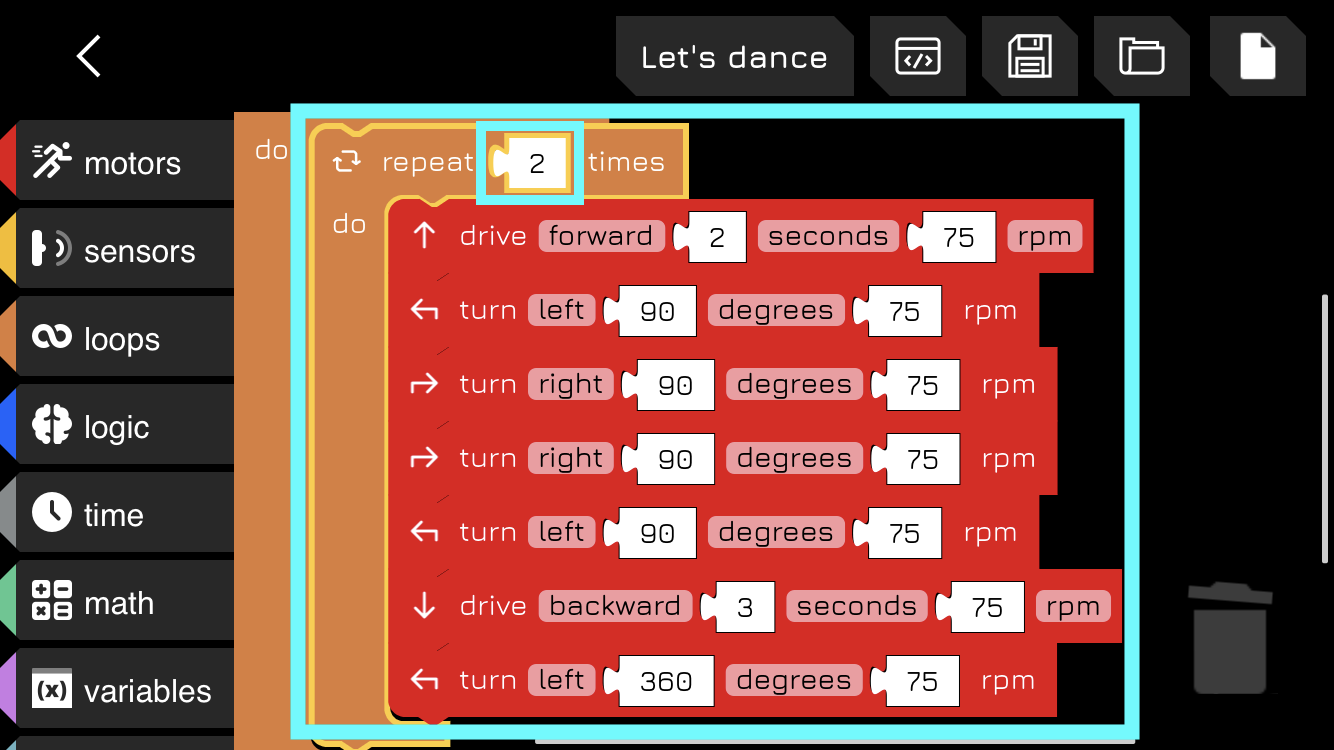 Let's dance
motors
sensors
loops
logic
time
math
(x) variables
do
repeat 2 times
do
drive forward 2 seconds 75 rpm
turn left 90 degrees 75 rpm
turn right 90 degrees 75 rpm
turn right 90 degrees 75 rpm
turn left 90 degrees 75 rpm
drive backward 3 seconds 75 rpm
turn left 360 degrees 75 rpm